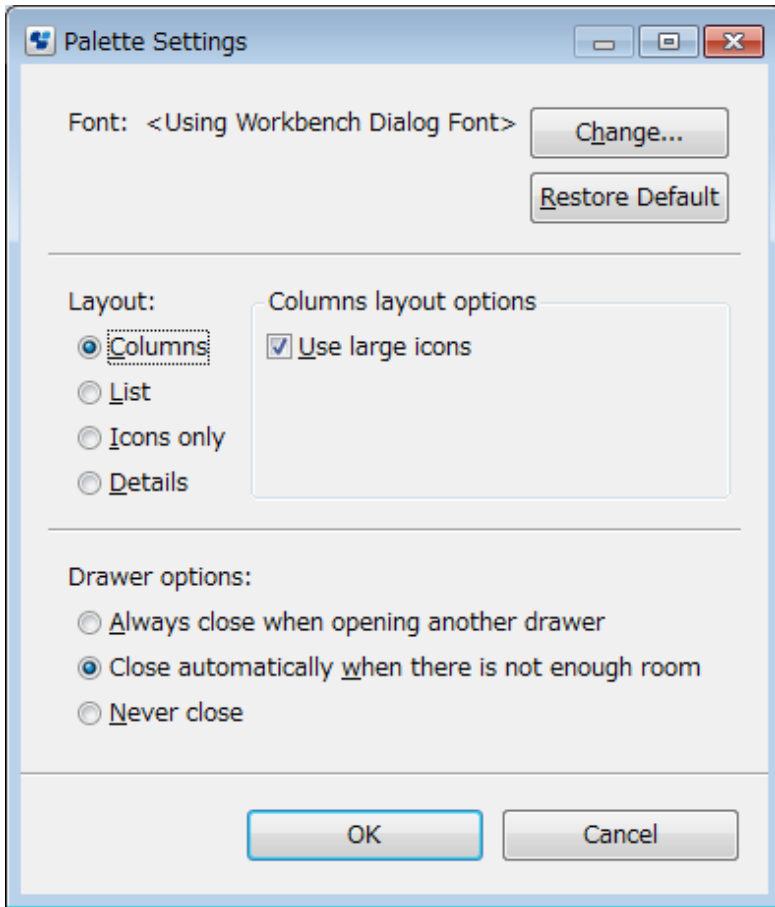 Palette Settings
Font: <Using Workbench Dialog Font>
Change...
Restore Default
Layout:
Columns
List
Icons only
Details
Columns layout options
Use large icons
Drawer options:
Always close when opening another drawer
Close automatically when there is not enough room
Never close
OK
Cancel